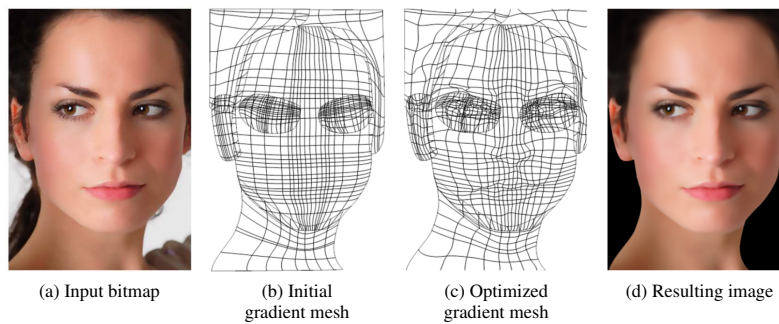 (a) Input bitmap
(b) Initial
gradient mesh
(c) Optimized
gradient mesh
(d) Resulting image